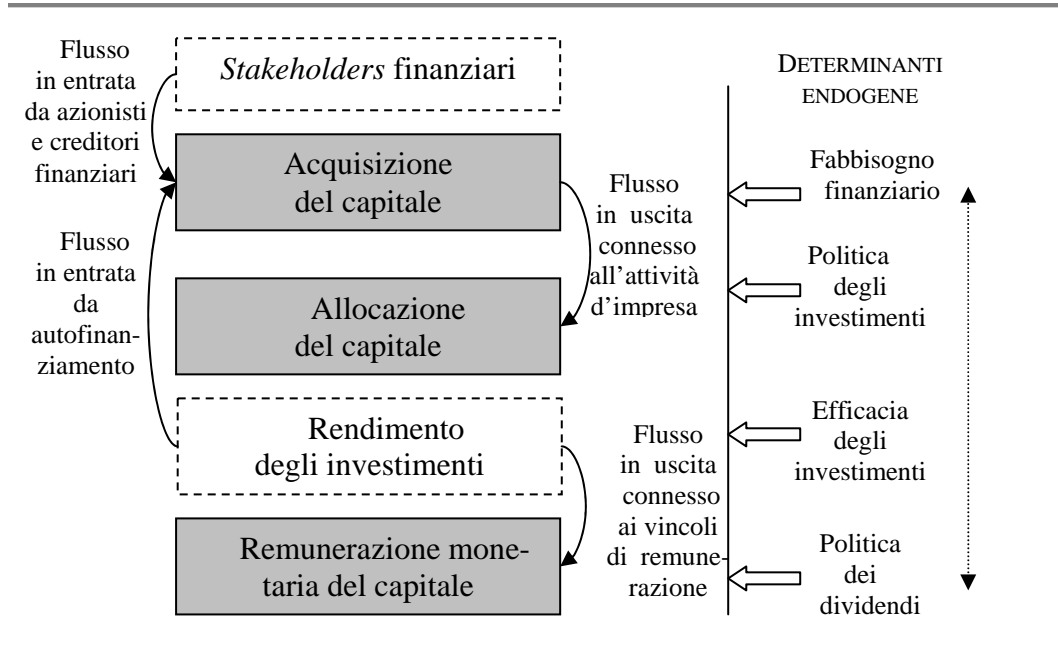 Flusso
in entrata
da azionisti
e creditori
finanziari
Flusso
in entrata
da
autofinan-
ziamento
Stakeholders finanziari
Acquisizione
del capitale
Allocazione
del capitale
Rendimento
degli investimenti
Remunerazione mone-
taria del capitale
Flusso
in uscita
connesso
all’attività
d’impresa
Flusso
in uscita
connesso
ai vincoli
di remune-
razione
DETERMINANTI
ENDOGENE
Fabbisogno
finanziario
Politica
degli
investimenti
Efficacia
degli
investimenti
Politica
dei
dividendi